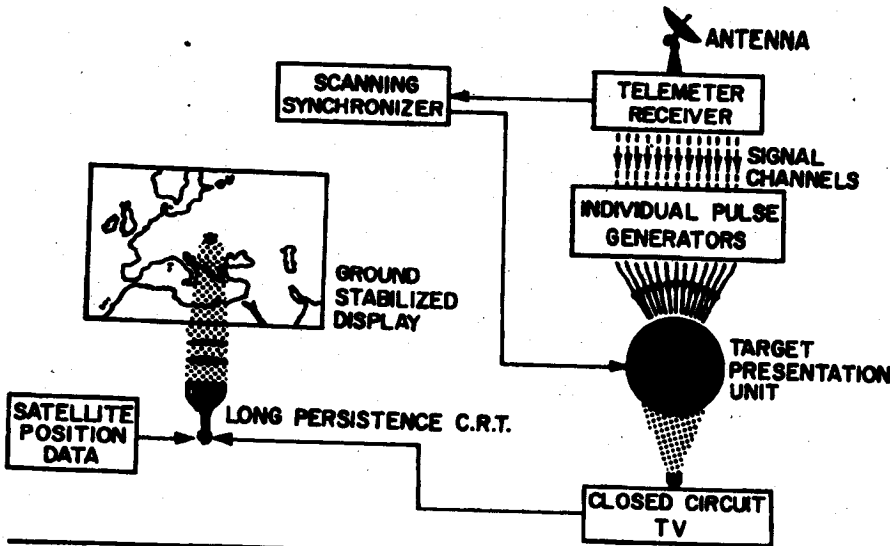 ANTENNA
SCANNING
SYNCHRONIZER
TELEMETER
RECEIVER
SIGNAL
CHANNELS
INDIVIDUAL PULSE
GENERATORS
GROUND
STABILIZED
DISPLAY
TARGET
PRESENTATION
UNIT
SATELLITE
POSITION
DATA
LONG PERSISTENCE C.R.T.
CLOSED CIRCUIT
TV